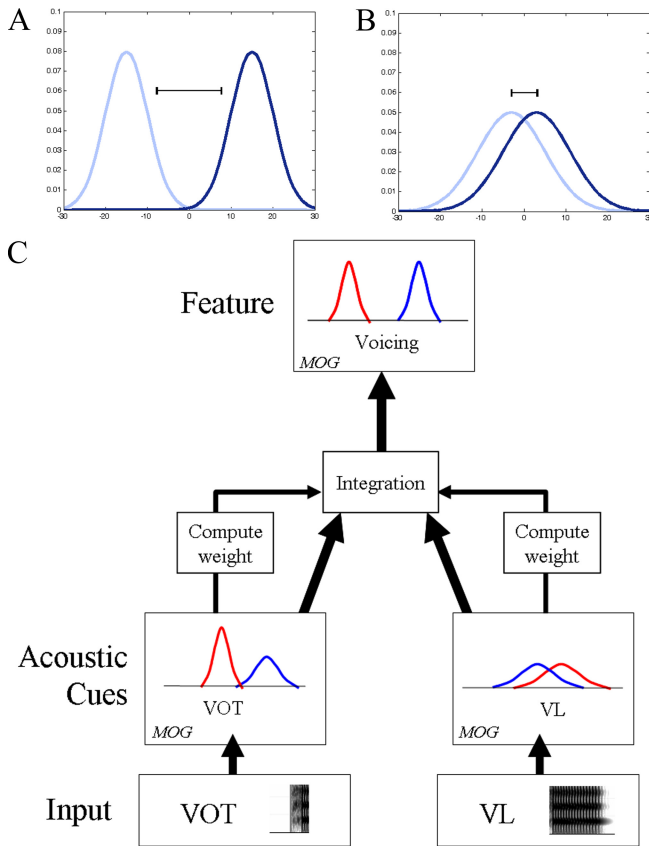 A
0.1
0.09
0.08
0.07
0.06
0.05
0.04
0.03
0.02
0.01
0
-30 -20 -10 0 10 20 30
B
0.1
0.09
0.08
0.07
0.06
0.05
0.04
0.03
0.02
0.01
0
-30 -20 -10 0 10 20 30
C
Feature
Voicing
MOG
Integration
Compute
weight
Compute
weight
Acoustic
Cues
VOT
MOG
VL
MOG
Input
VOT
VL